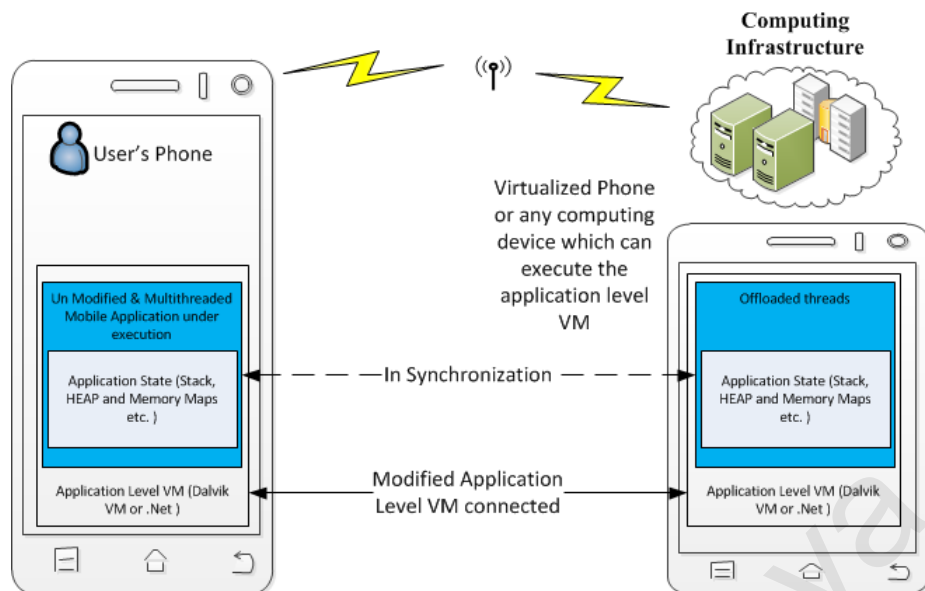 Computing
Infrastructure
User's Phone
Virtualized Phone
or any computing
device which can
execute the
application level
VM
Un Modified & Multithreaded
Mobile Application under
execution
Application State (Stack,
HEAP and Memory Maps
etc. )
Application Level VM (Dalvik
VM or .Net )
In Synchronization
Modified Application
Level VM connected
Offloaded threads
Application State (Stack,
HEAP and Memory Maps
etc. )
Application Level VM (Dalvik
VM or .Net )